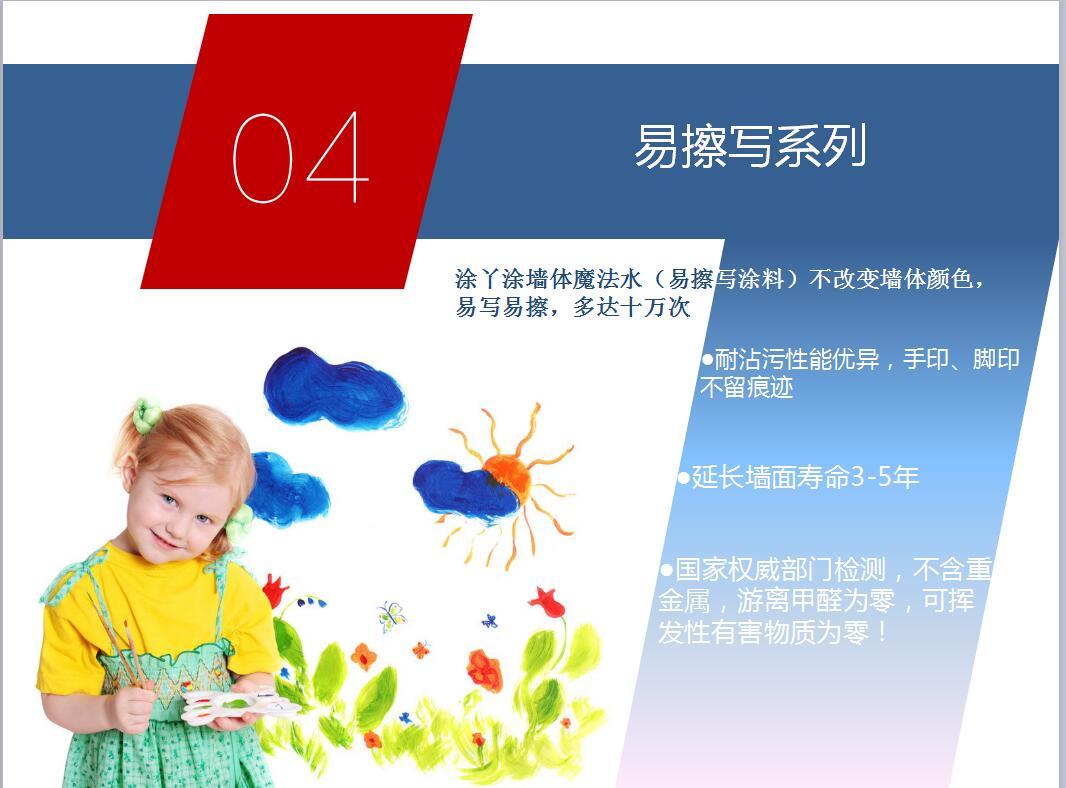 04
易擦写系列
涂丫涂墙体魔法水（易擦写涂料）不改变墙体颜色，
易写易擦，多达十万次
●耐沾污性能优异，手印、脚印
不留痕迹
●延长墙面寿命3-5年
●国家权威部门检测，不含重
金属，游离甲醛为零，可挥
发性有害物质为零！